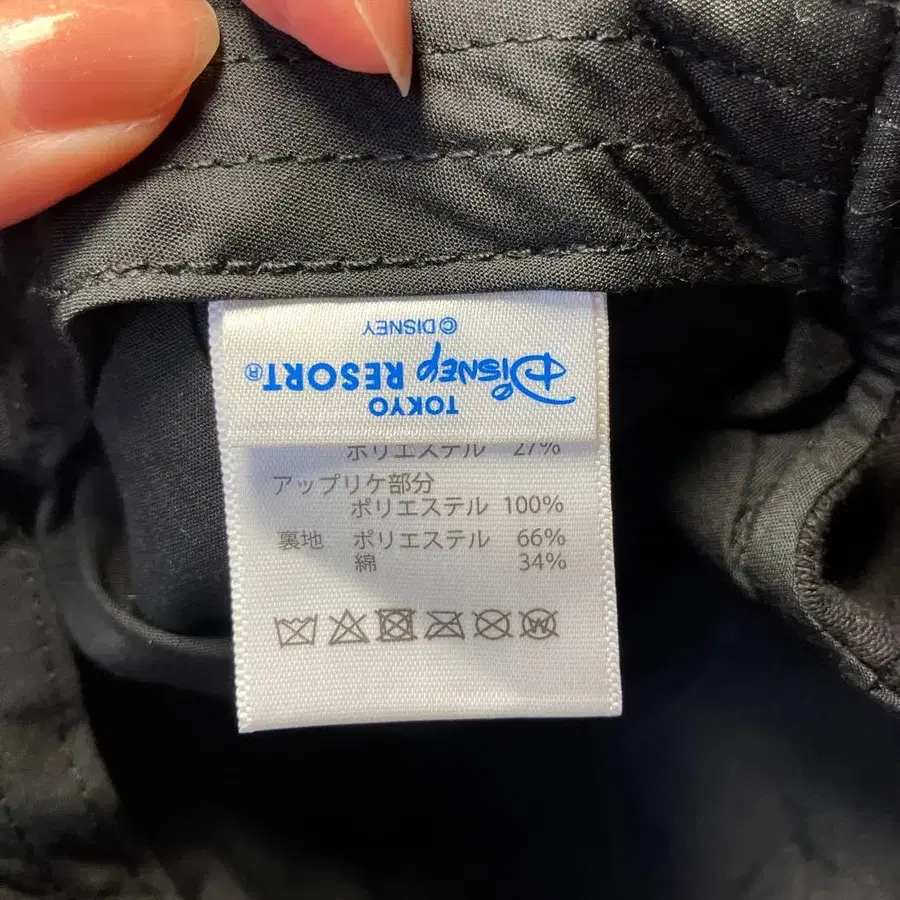 TOKYO
DISNEY RESORT®
© DISNEY
ポリエステル 27%
アップリケ部分
ポリエステル 100%
裏地 ポリエステル 66%
綿 34%